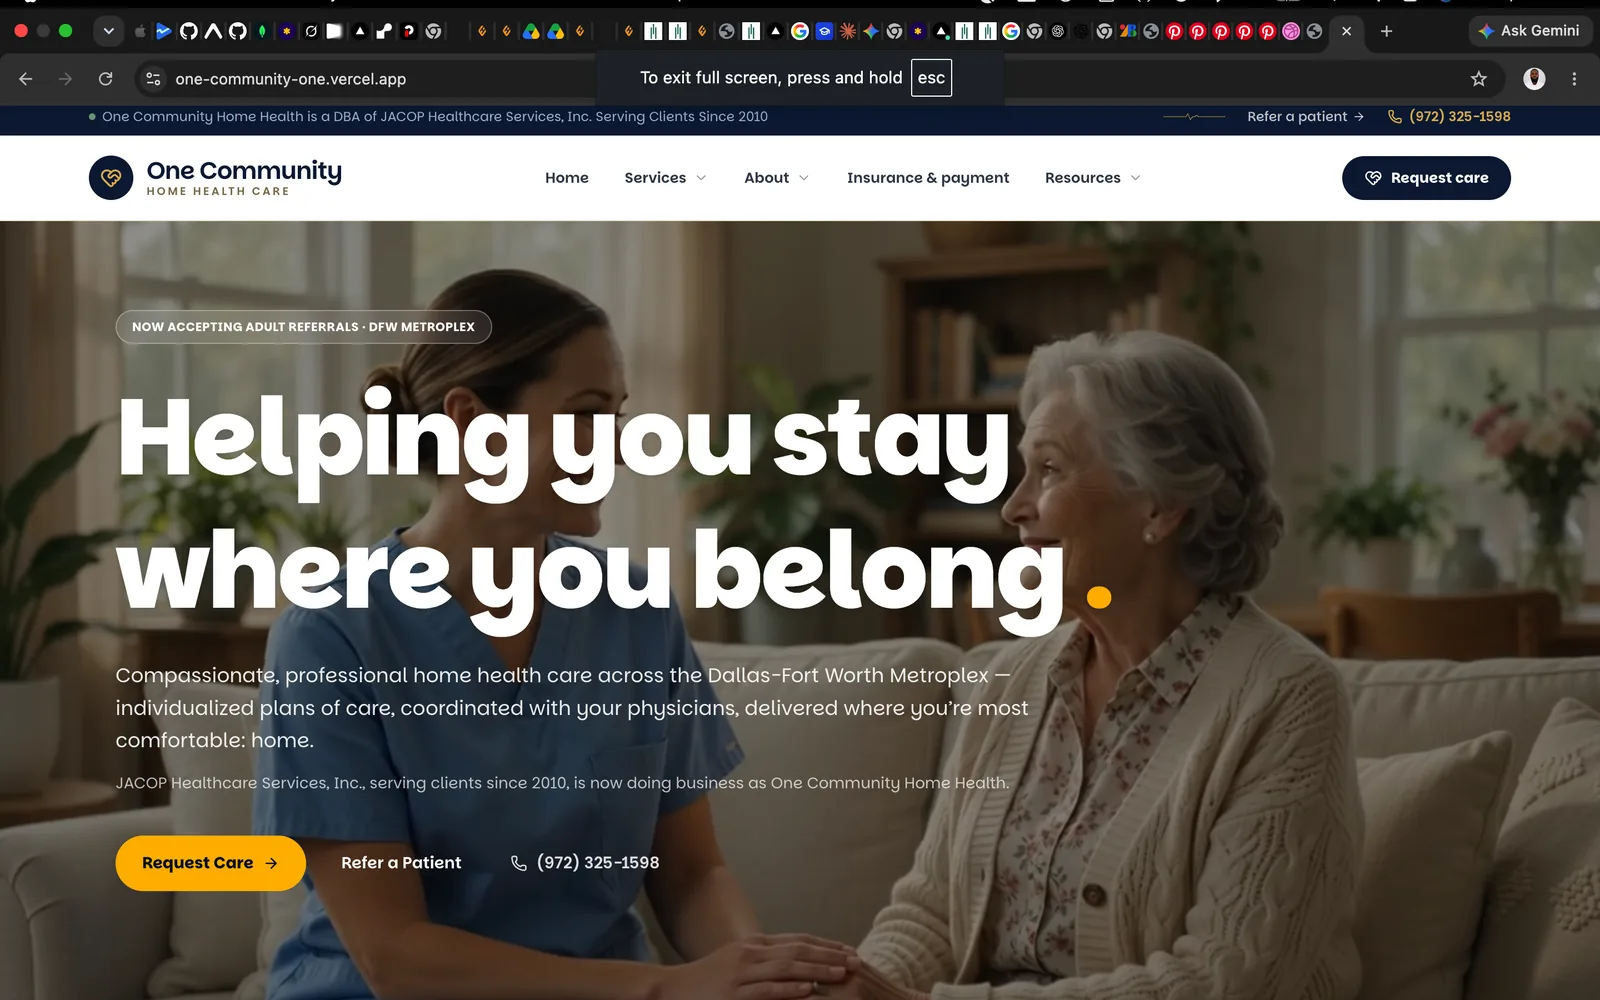 Ask Gemini
one-community-one.vercel.app
To exit full screen, press and hold esc
One Community Home Health is a DBA of JACOP Healthcare Services, Inc. Serving Clients Since 2010
Refer a patient →
(972) 325-1598
One Community
HOME HEALTH CARE
Home
Services
About
Insurance & payment
Resources
Request care
NOW ACCEPTING ADULT REFERRALS · DFW METROPLEX
Helping you stay
where you belong.
Compassionate, professional home health care across the Dallas-Fort Worth Metroplex —
individualized plans of care, coordinated with your physicians, delivered where you’re most
comfortable: home.
JACOP Healthcare Services, Inc., serving clients since 2010, is now doing business as One Community Home Health.
Request Care →
Refer a Patient
(972) 325-1598